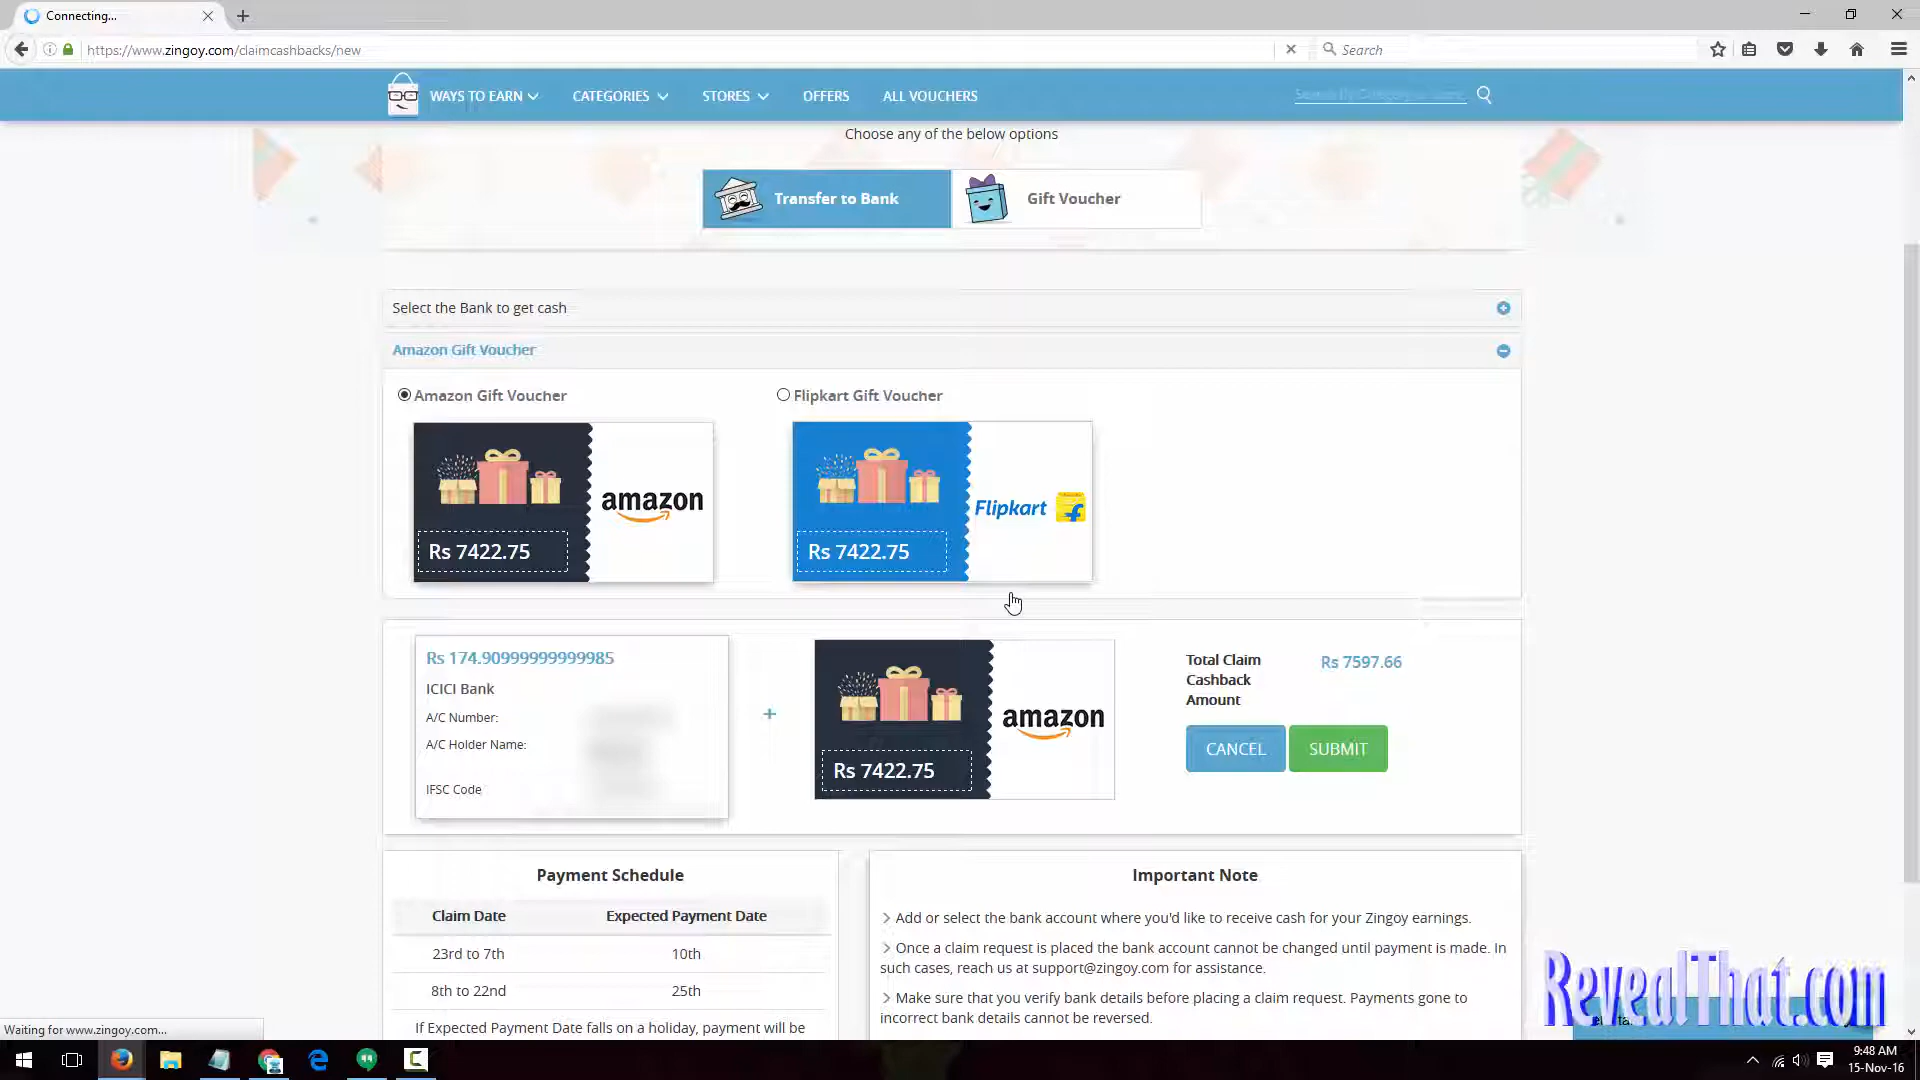 Connecting...
https://www.zingoy.com/claimcashbacks/new
Search
WAYS TO EARN
CATEGORIES
STORES
OFFERS
ALL VOUCHERS
Choose any of the below options
Transfer to Bank
Gift Voucher
Select the Bank to get cash
Amazon Gift Voucher
Amazon Gift Voucher
Flipkart Gift Voucher
Rs 7422.75
amazon
Rs 7422.75
Flipkart
Rs 174.90999999999985
ICICI Bank
A/C Number:
A/C Holder Name:
IFSC Code
+
Rs 7422.75
amazon
Total Claim
Cashback
Amount
Rs 7597.66
CANCEL
SUBMIT
Payment Schedule
Claim Date
Expected Payment Date
23rd to 7th
10th
8th to 22nd
25th
If Expected Payment Date falls on a holiday, payment will be
Important Note
> Add or select the bank account where you'd like to receive cash for your Zingoy earnings.
> Once a claim request is placed the bank account cannot be changed until payment is made. In
such cases, reach us at support@zingoy.com for assistance.
> Make sure that you verify bank details before placing a claim request. Payments gone to
incorrect bank details cannot be reversed.
RevealThat.com
Waiting for www.zingoy.com...
9:48 AM
15-Nov-16